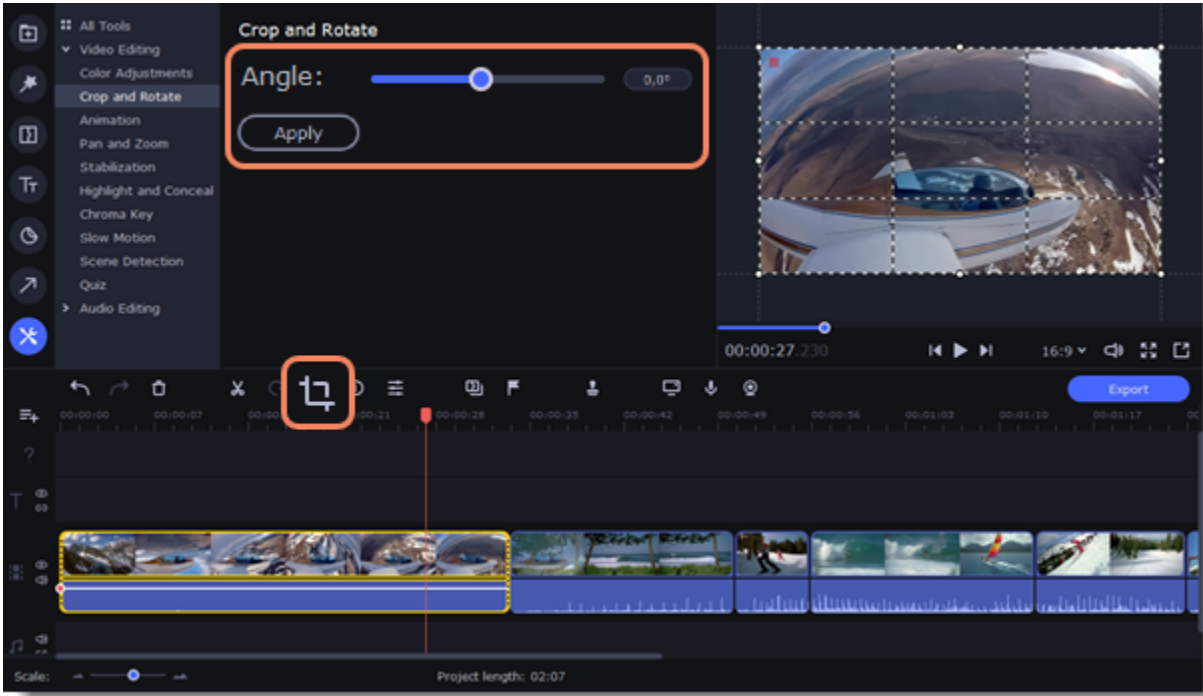 All Tools
Video Editing
Color Adjustments
Crop and Rotate
Animation
Pan and Zoom
Stabilization
Highlight and Conceal
Chroma Key
Slow Motion
Scene Detection
Quiz
Audio Editing
Crop and Rotate
Angle:
0,0°
Apply
00:00:27.230
16:9
Export
00:00:00 00:00:07 :21 00:00:28 00:00:35 00:00:42 00:00:49 00:00:56 00:01:03 00:01:10 00:01:17
Scale:
Project length: 02:07